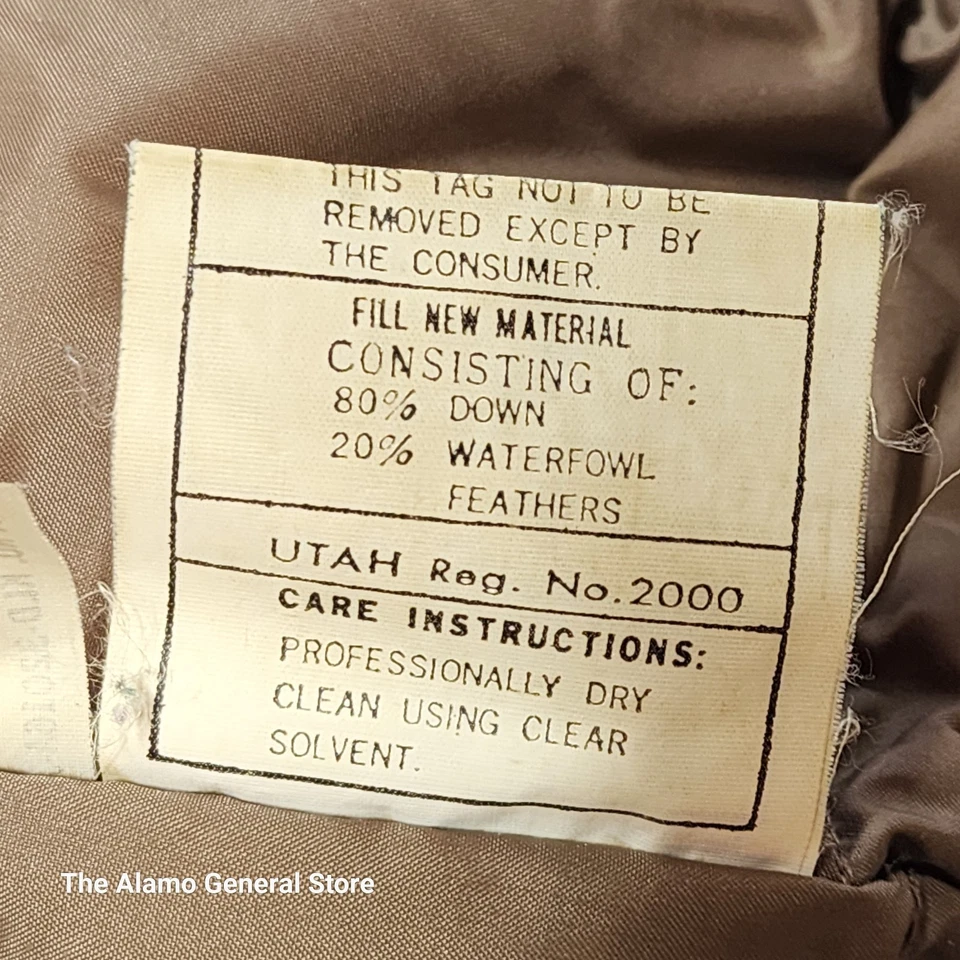 THIS TAG NOT TO BE
REMOVED EXCEPT BY
THE CONSUMER.
FILL NEW MATERIAL
CONSISTING OF:
80% DOWN
20% WATERFOWL
FEATHERS
UTAH Reg. No.2000
CARE INSTRUCTIONS:
PROFESSIONALLY DRY
CLEAN USING CLEAR
SOLVENT.
The Alamo General Store